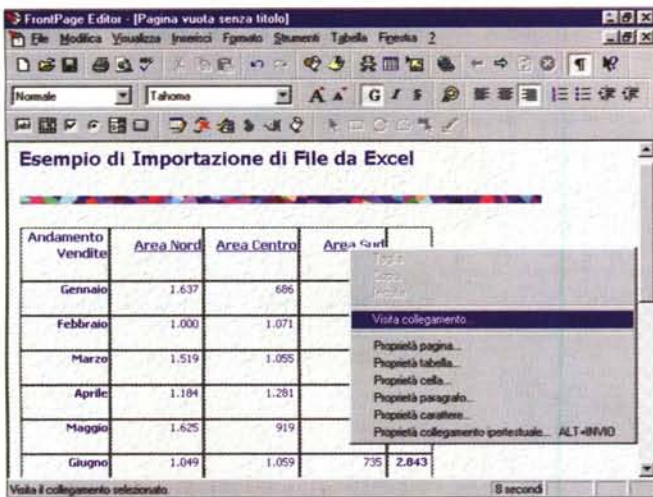 FrontPage Editor - [Pagina vuota senza titolo]
File Modifica Visualizza Inserisci Formato Strumenti Tabella Finestra ?
Normale Tahoma A A G I S
Esempio di Importazione di File da Excel
Andamento Vendite Area Nord Area Centro Area Sud
Gennaio 1.637 686
Febbraio 1.000 1.071
Marzo 1.519 1.055
Aprile 1.184 1.281
Maggio 1.625 919
Giugno 1.049 1.059 735 2.843
Visita collegamento...
Proprietà pagina...
Proprietà tabella...
Proprietà cella...
Proprietà paragrafo...
Proprietà carattere...
Proprietà collegamento ipertestuale... ALT+INVIO
Visita il collegamento selezionato. 8 secondi